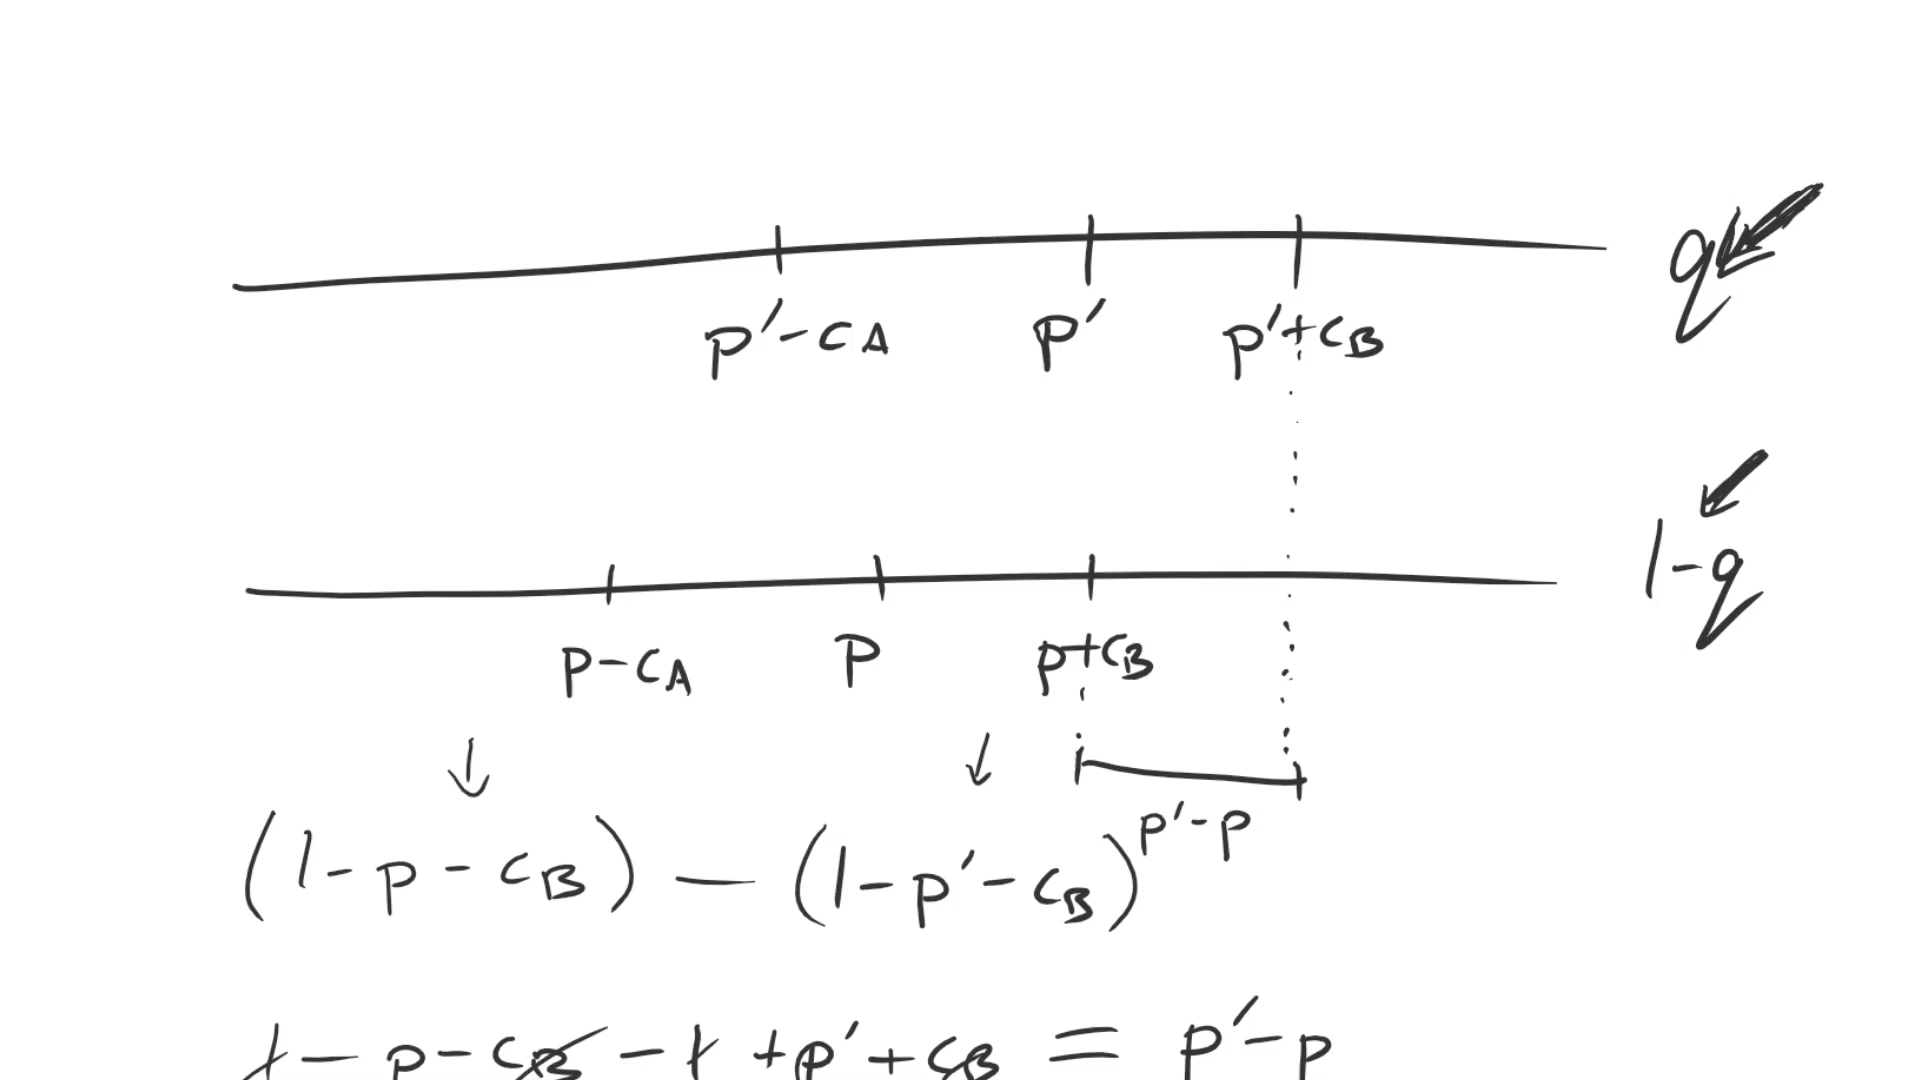 q
p′-cA p′ p′+cB
1-q
p-cA p p+cB
p′-p
(1-p-cB) — (1-p′-cB)
1-p-cB-1+p′+cB = p′-p